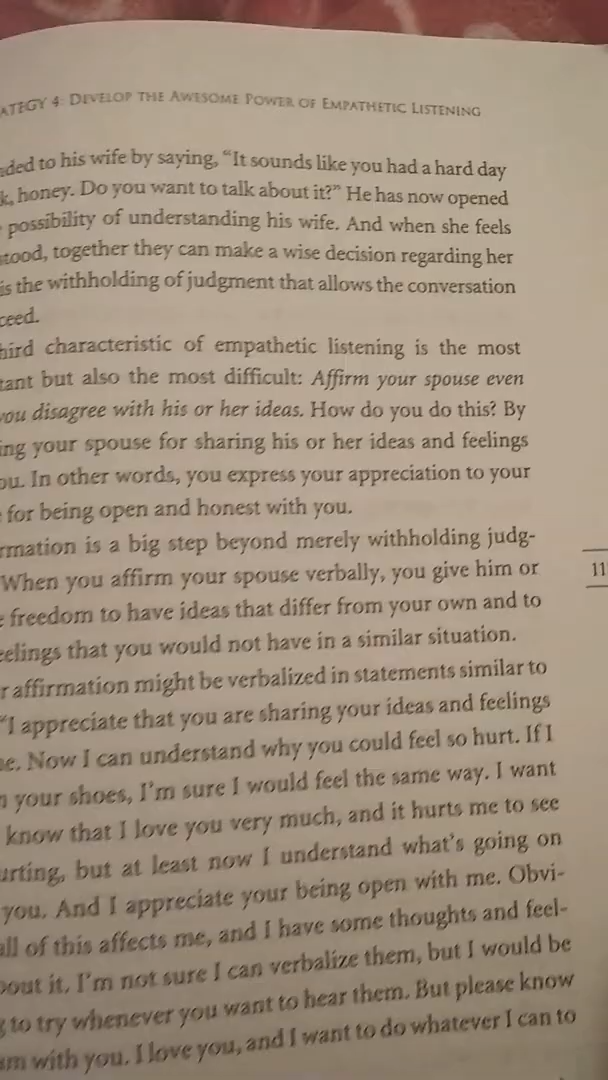 ATEGY 4: DEVELOP THE AWESOME POWER OF EMPATHETIC LISTENING
ded to his wife by saying, “It sounds like you had a hard day
k, honey. Do you want to talk about it?” He has now opened
possibility of understanding his wife. And when she feels
stood, together they can make a wise decision regarding her
is the withholding of judgment that allows the conversation
ceed.
hird characteristic of empathetic listening is the most
tant but also the most difficult: Affirm your spouse even
you disagree with his or her ideas. How do you do this? By
ing your spouse for sharing his or her ideas and feelings
ou. In other words, you express your appreciation to your
for being open and honest with you.
rmation is a big step beyond merely withholding judg-
When you affirm your spouse verbally, you give him or
e freedom to have ideas that differ from your own and to
eelings that you would not have in a similar situation.
11
r affirmation might be verbalized in statements similar to
“I appreciate that you are sharing your ideas and feelings
e. Now I can understand why you could feel so hurt. If I
n your shoes, I’m sure I would feel the same way. I want
know that I love you very much, and it hurts me to see
urting, but at least now I understand what’s going on
you. And I appreciate your being open with me. Obvi-
all of this affects me, and I have some thoughts and feel-
bout it. I’m not sure I can verbalize them, but I would be
g to try whenever you want to hear them. But please know
am with you. I love you, and I want to do whatever I can to